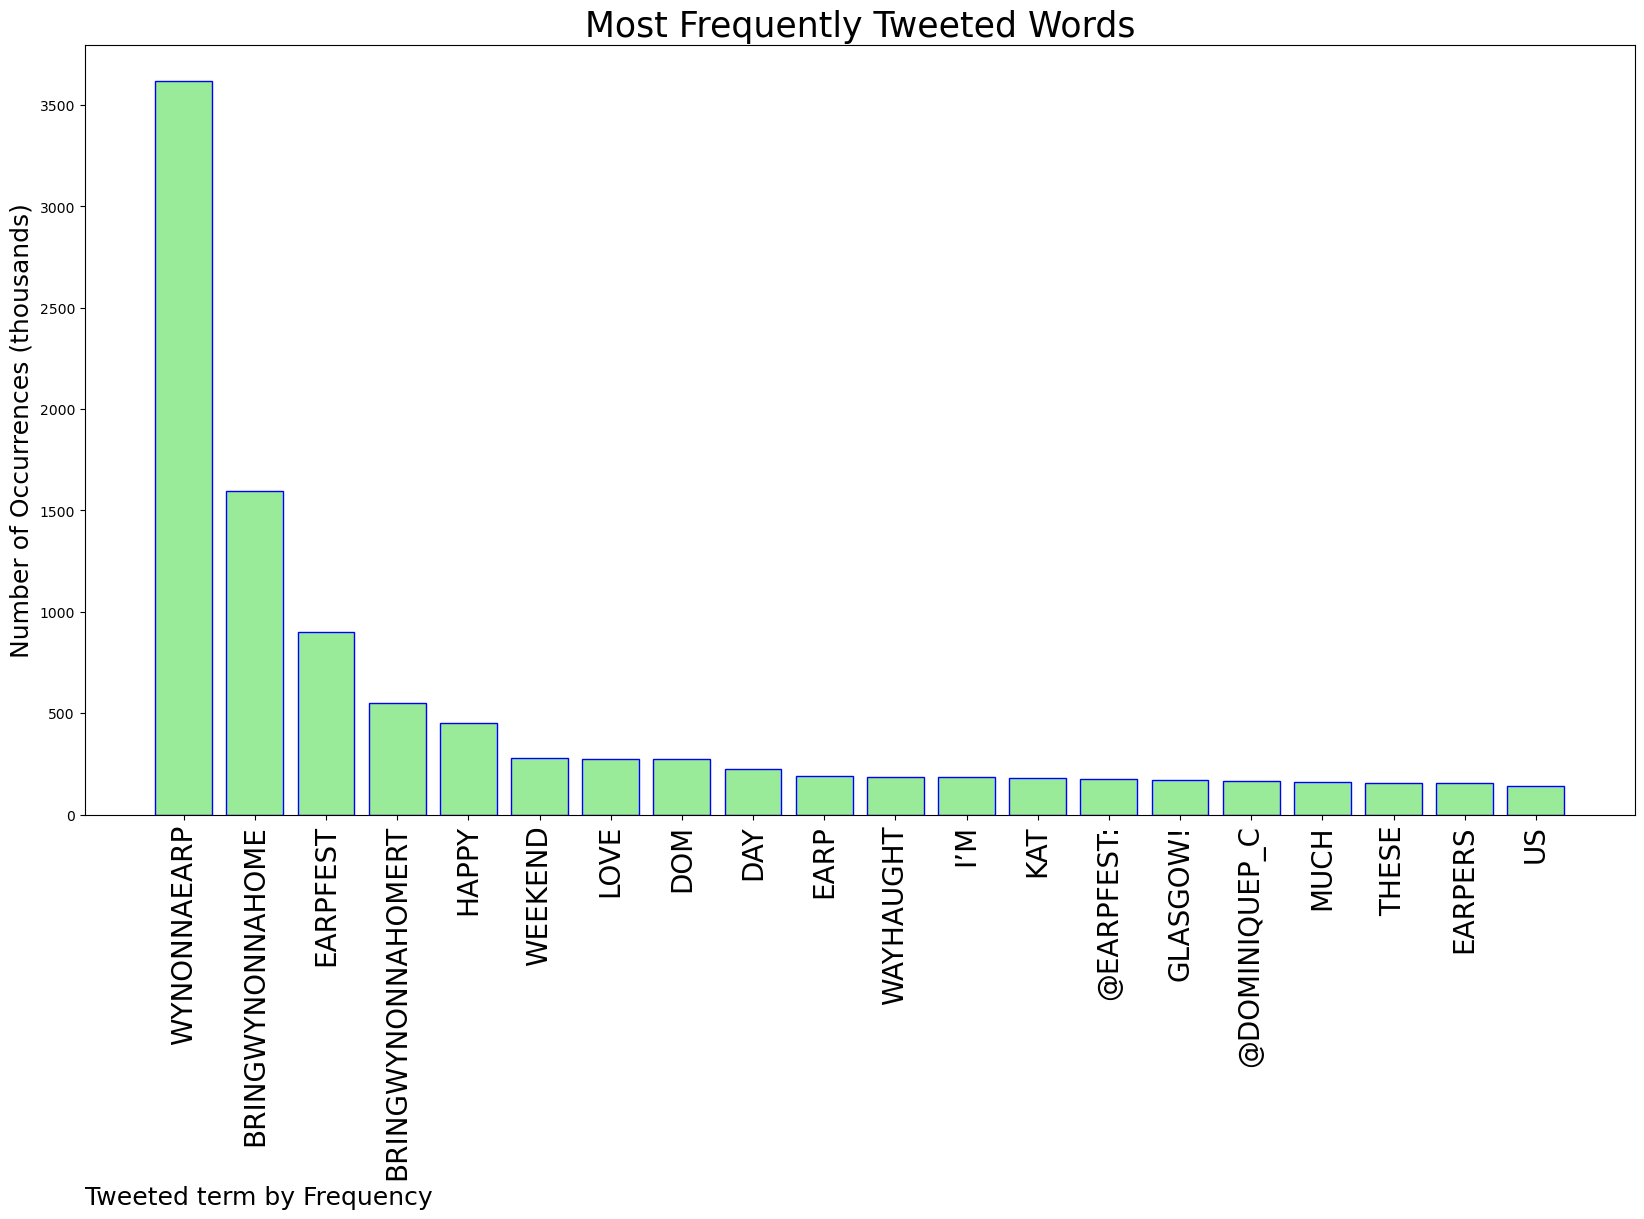 Most Frequently Tweeted Words
Number of Occurrences (thousands)
3500
3000
2500
2000
1500
1000
500
0
WYNONNAEARP
BRINGWYNONNAHOME
EARPFEST
BRINGWYNONNAHOMERT
HAPPY
WEEKEND
LOVE
DOM
DAY
EARP
WAYHAUGHT
I’M
KAT
@EARPFEST:
GLASGOW!
@DOMINIQUEP_C
MUCH
THESE
EARPERS
US
Tweeted term by Frequency